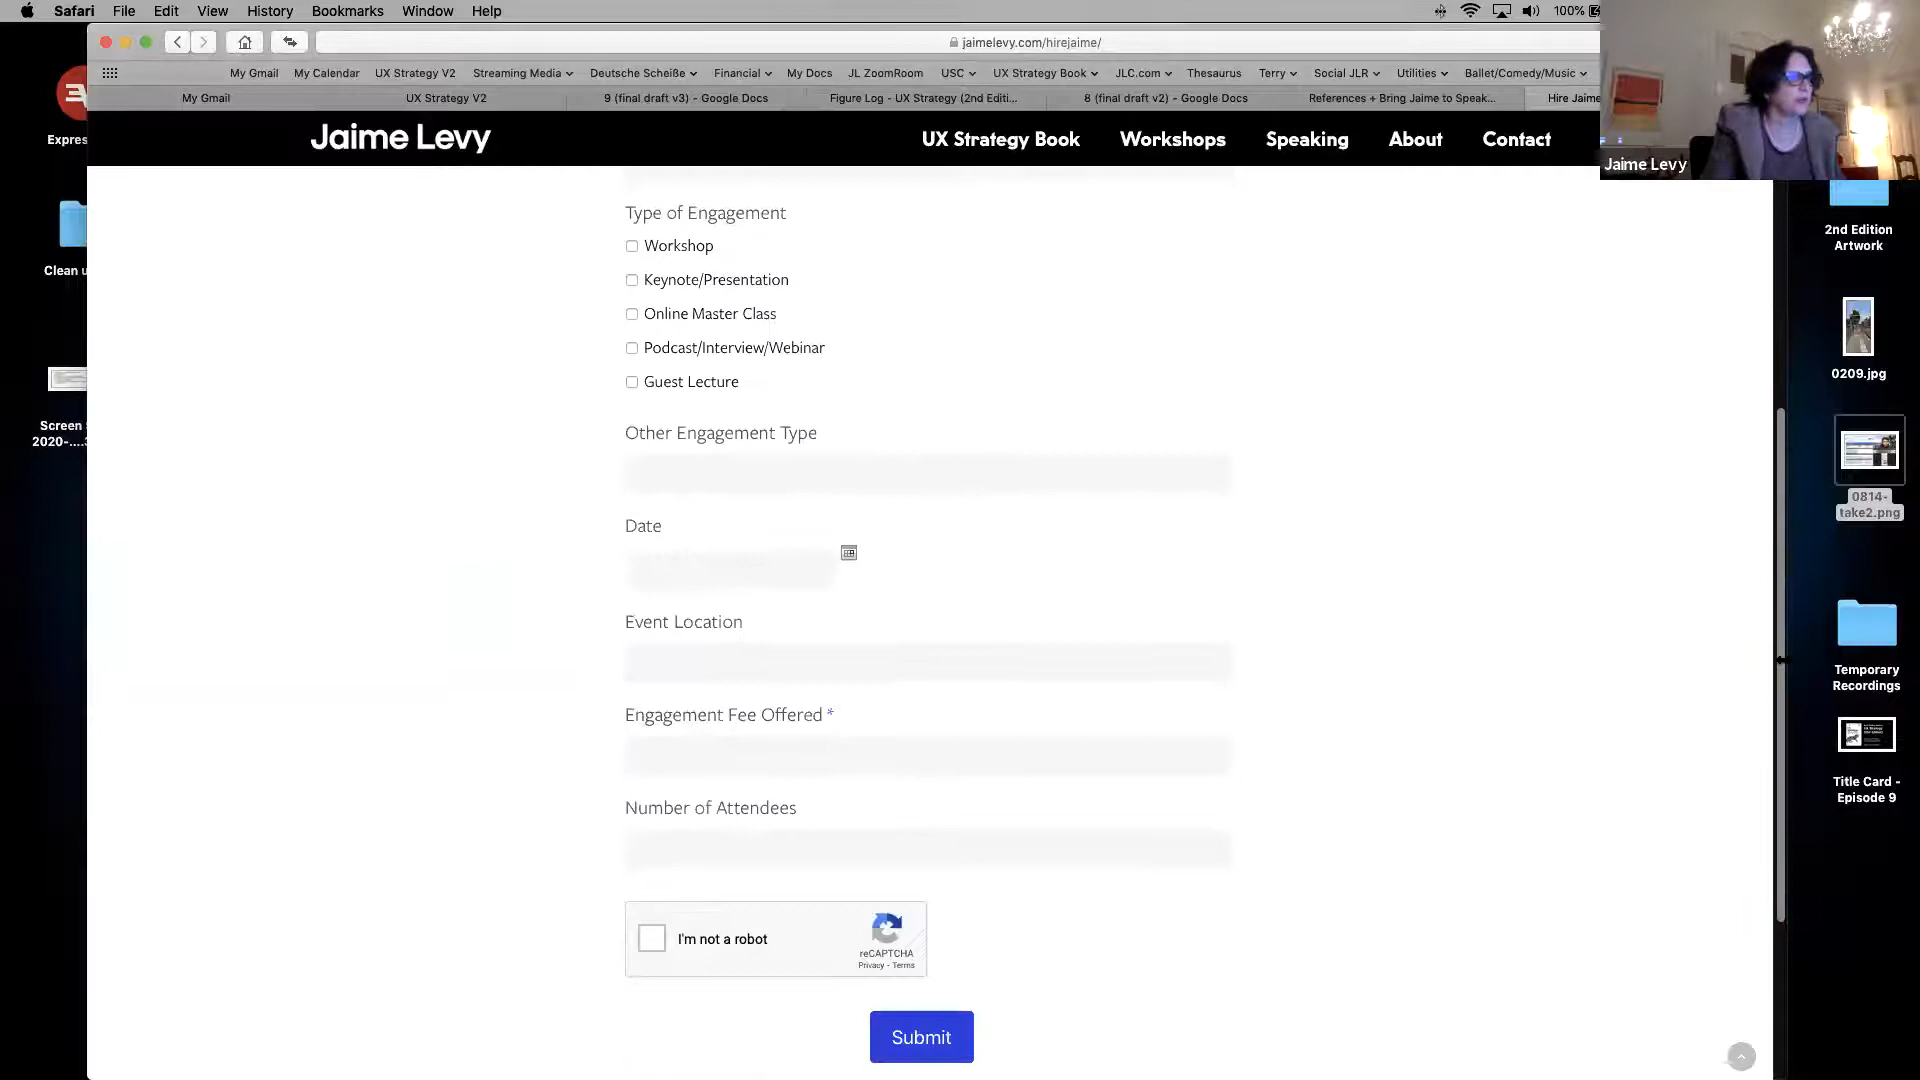 Safari File Edit View History Bookmarks Window Help 100%
jaimelevy.com/hirejaime/
My Gmail My Calendar UX Strategy V2 Streaming Media Deutsche Scheiße Financial My Docs JL ZoomRoom USC UX Strategy Book JLC.com Thesaurus Terry Social JLR Utilities Ballet/Comedy/Music
My Gmail UX Strategy V2 9 (final draft v3) - Google Docs Figure Log - UX Strategy (2nd Editi... 8 (final draft v2) - Google Docs References + Bring Jaime to Speak... Hire Jaime
Jaime Levy UX Strategy Book Workshops Speaking About Contact
Jaime Levy
Expres
Clean u
Screen
2020-....
Type of Engagement
Workshop
Keynote/Presentation
Online Master Class
Podcast/Interview/Webinar
Guest Lecture
Other Engagement Type
Date
Event Location
Engagement Fee Offered *
Number of Attendees
I'm not a robot
reCAPTCHA
Privacy - Terms
Submit
2nd Edition
Artwork
0209.jpg
0814-
take2.png
Temporary
Recordings
Title Card -
Episode 9